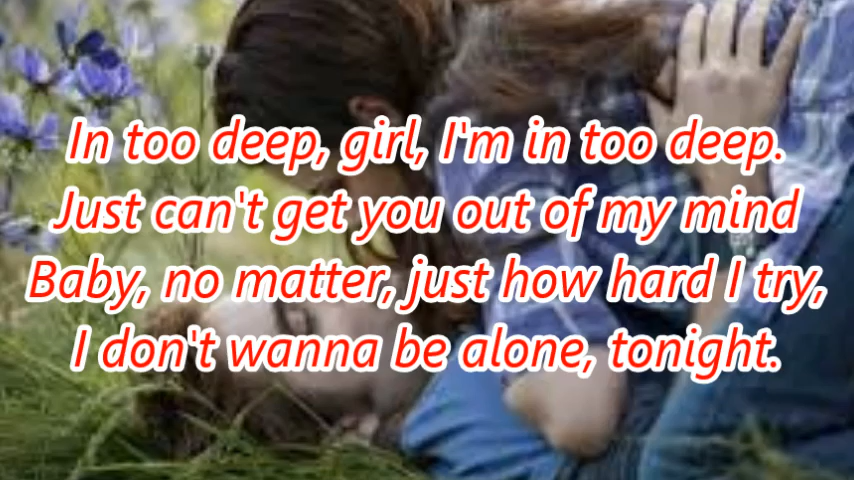 In too deep, girl, I'm in too deep.
Just can't get you out of my mind
Baby, no matter, just how hard I try,
I don't wanna be alone, tonight.